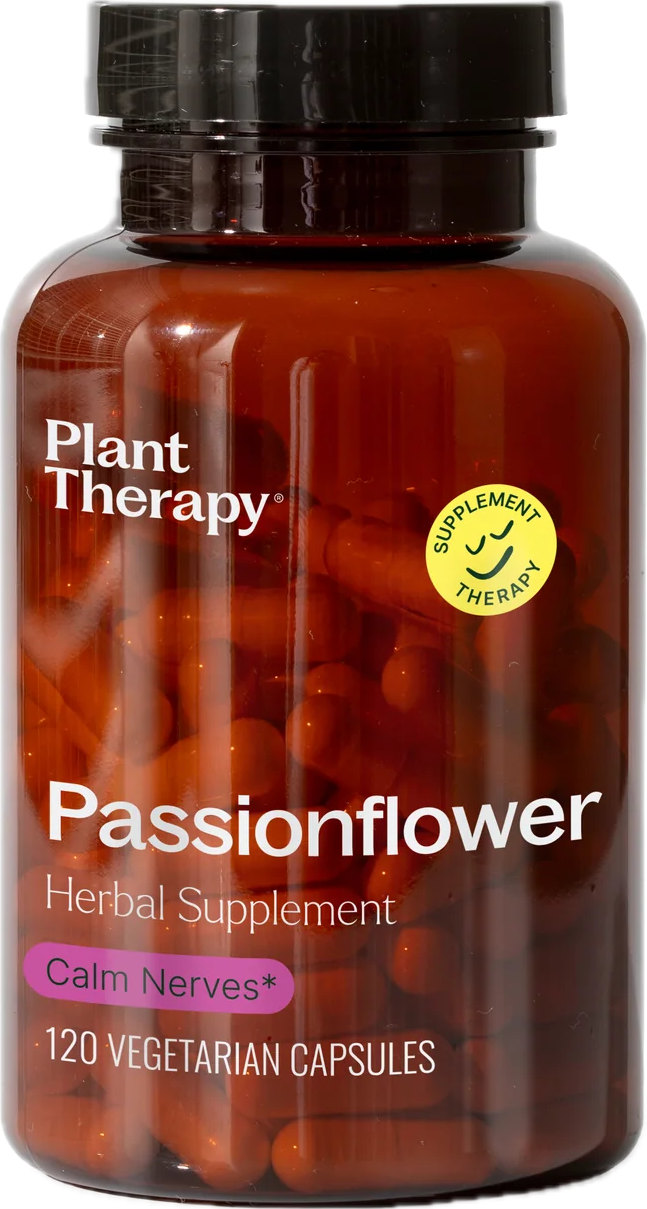 Plant
Therapy®
SUPPLEMENT
THERAPY
Passionflower
Herbal Supplement
Calm Nerves*
120 VEGETARIAN CAPSULES